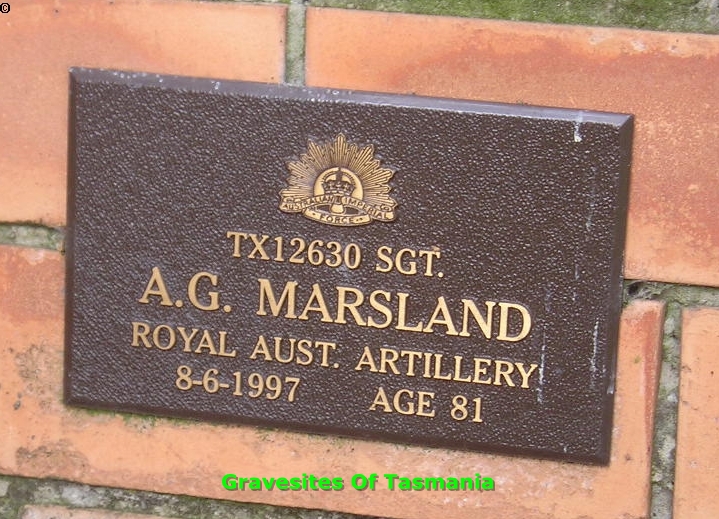 ©
AUSTRALIAN IMPERIAL
FORCE
TX12630 SGT.
A.G. MARSLAND
ROYAL AUST. ARTILLERY
8-6-1997 AGE 81
Gravesites Of Tasmania